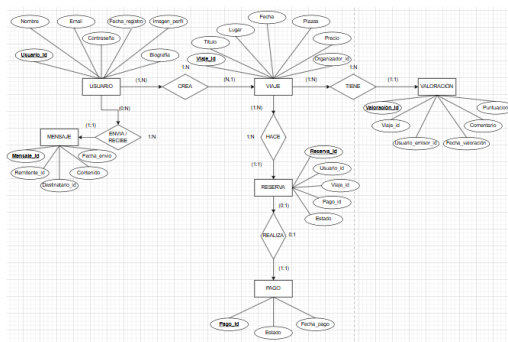 Nombre
Email
Fecha_registro
Imagen_perfil
Contraseña
Usuario_id
Biografia
USUARIO
(1:N)
1:N
CREA
(N,1)
Fecha
Lugar
Plazas
Titulo
Precio
Viaje_id
Organizador_id
VIAJE
(1:N)
1:N
TIENE
(1:1)
VALORACIÓN
Valoración_id
Puntuacion
Viaje_id
Comentario
Usuario_emisor_id
Fecha_valoración
(0:N)
ENVIA / RECIBE
1:N
(1:1)
MENSAJE
Mensaje_id
Fecha_envio
Remitente_id
Contenido
Destinatario_id
(1:N)
1:N
HACE
(1:1)
RESERVA
Reserva_id
Usuario_id
Viaje_id
Pago_id
Estado
(0:1)
REALIZA
0:1
(1:1)
PAGO
Pago_id
Fecha_pago
Estado